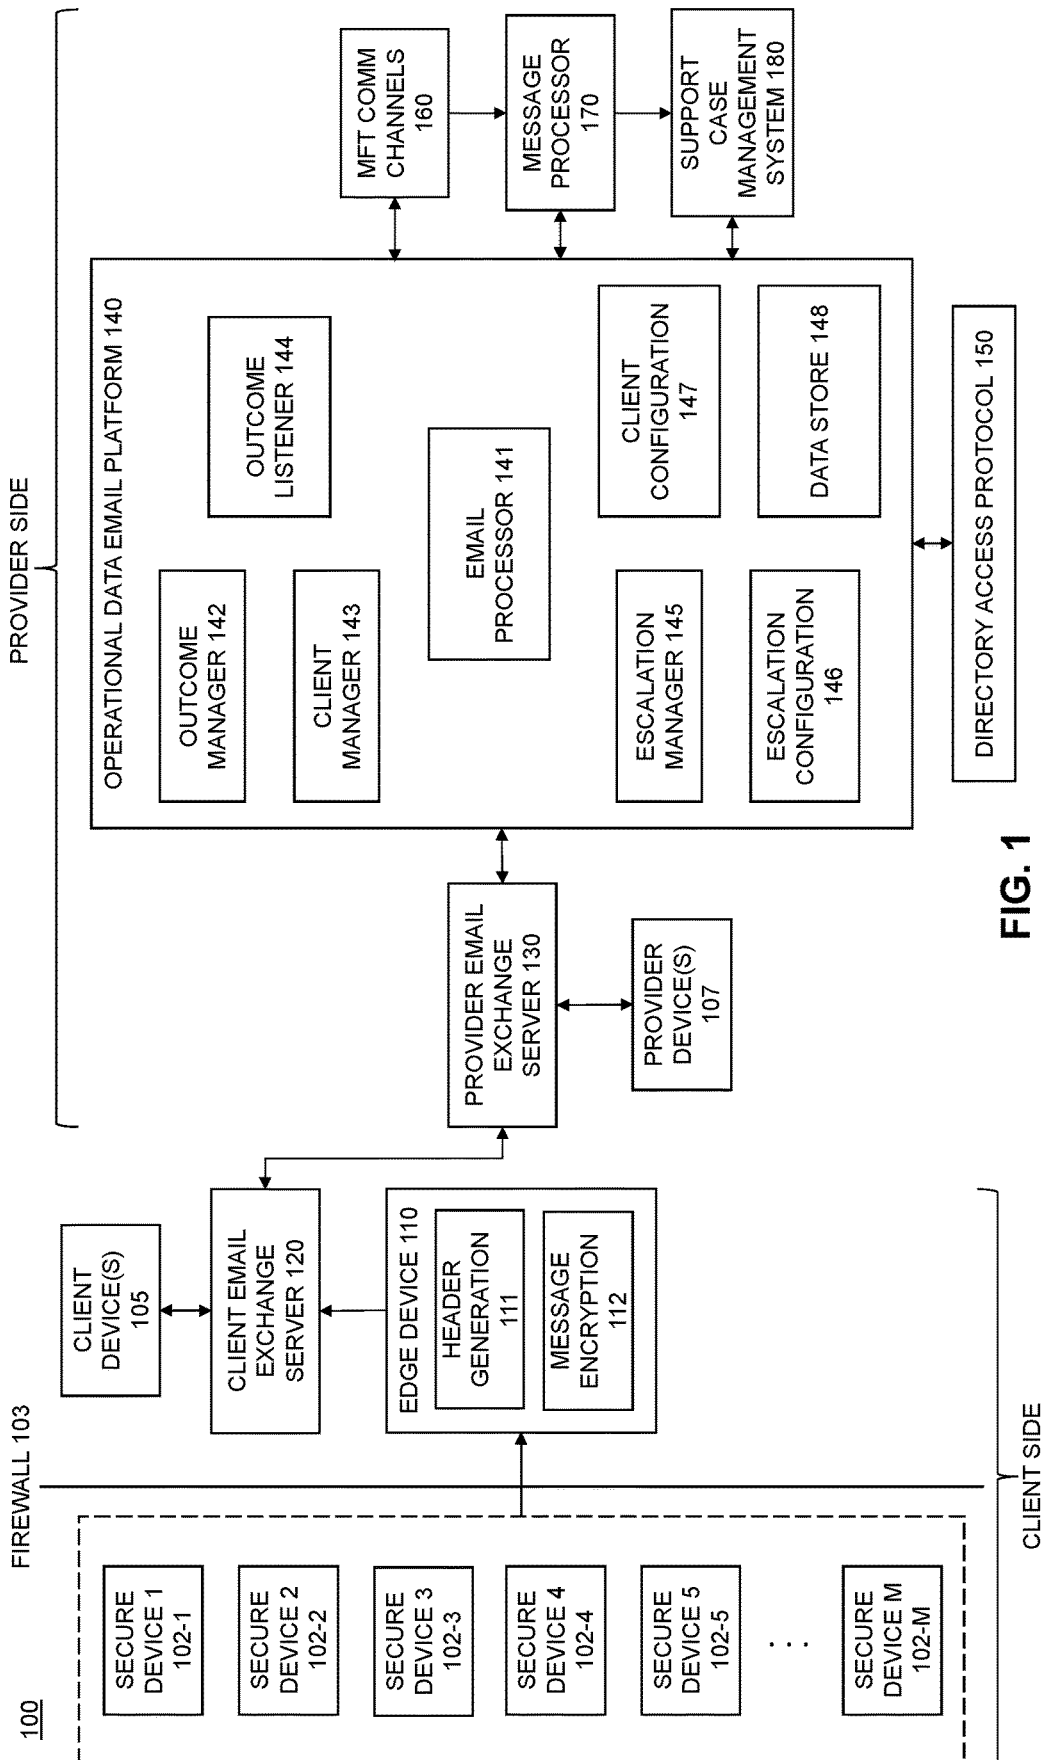 100
FIREWALL 103
PROVIDER SIDE
SECURE
DEVICE 1
102-1
SECURE
DEVICE 2
102-2
SECURE
DEVICE 3
102-3
SECURE
DEVICE 4
102-4
SECURE
DEVICE 5
102-5
. . .
SECURE
DEVICE M
102-M
CLIENT
DEVICE(S)
105
CLIENT EMAIL
EXCHANGE
SERVER 120
EDGE DEVICE 110
HEADER
GENERATION
111
MESSAGE
ENCRYPTION
112
CLIENT SIDE
PROVIDER EMAIL
EXCHANGE
SERVER 130
PROVIDER
DEVICE(S)
107
OPERATIONAL DATA EMAIL PLATFORM 140
OUTCOME
MANAGER 142
OUTCOME
LISTENER 144
CLIENT
MANAGER 143
EMAIL
PROCESSOR 141
ESCALATION
MANAGER 145
CLIENT
CONFIGURATION
147
ESCALATION
CONFIGURATION
146
DATA STORE 148
DIRECTORY ACCESS PROTOCOL 150
MFT COMM
CHANNELS
160
MESSAGE
PROCESSOR
170
SUPPORT
CASE
MANAGEMENT
SYSTEM 180
FIG. 1